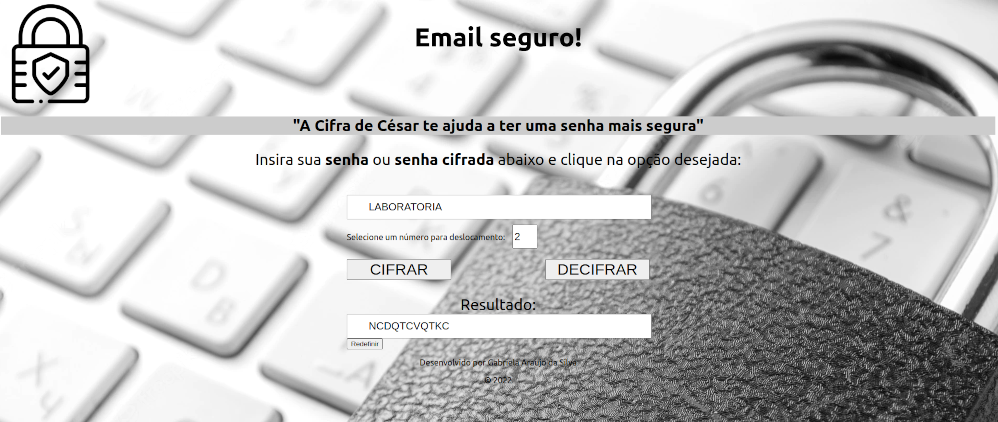 Email seguro!
"A Cifra de César te ajuda a ter uma senha mais segura"
Insira sua senha ou senha cifrada abaixo e clique na opção desejada:
LABORATORIA
Selecione um número para deslocamento: 2
CIFRAR DECIFRAR
Resultado:
NCDQTCVQTKC
Redefinir
Desenvolvido por Gabriela Araujo da Silva
© 2022